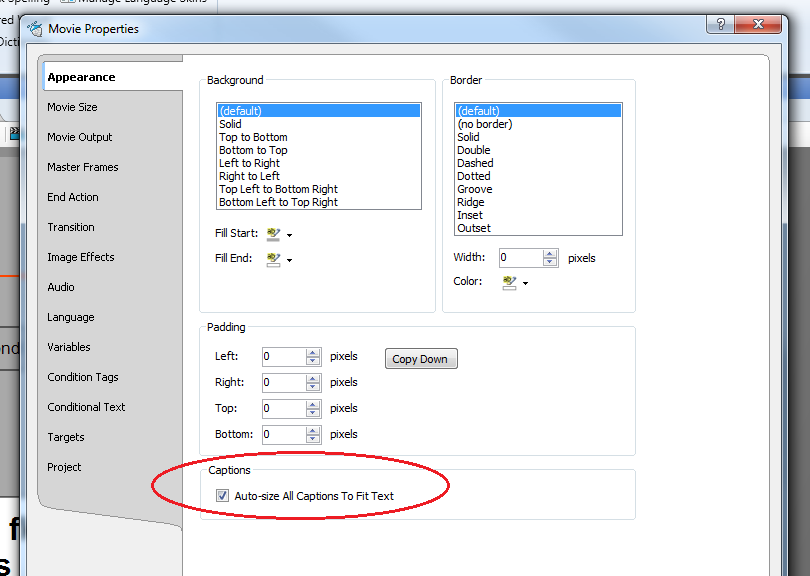 Spelling Manage Language Skins
Movie Properties
?
Appearance
Movie Size
Movie Output
Master Frames
End Action
Transition
Image Effects
Audio
Language
Variables
Condition Tags
Conditional Text
Targets
Project
Background
(default)
Solid
Top to Bottom
Bottom to Top
Left to Right
Right to Left
Top Left to Bottom Right
Bottom Left to Top Right
Fill Start:
Fill End:
Border
(default)
(no border)
Solid
Double
Dashed
Dotted
Groove
Ridge
Inset
Outset
Width: 0 pixels
Color:
Padding
Left: 0 pixels Copy Down
Right: 0 pixels
Top: 0 pixels
Bottom: 0 pixels
Captions
Auto-size All Captions To Fit Text